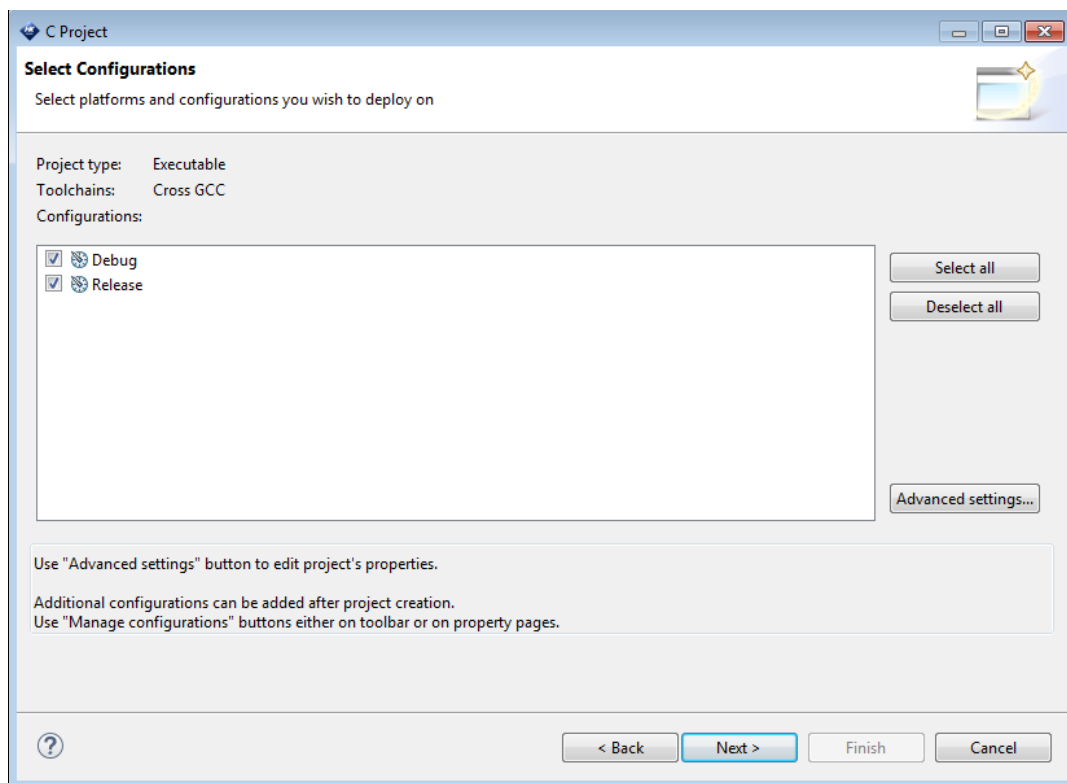 C Project
Select Configurations
Select platforms and configurations you wish to deploy on
Project type: Executable
Toolchains: Cross GCC
Configurations:
Debug
Release
Select all
Deselect all
Advanced settings...
Use "Advanced settings" button to edit project's properties.
Additional configurations can be added after project creation.
Use "Manage configurations" buttons either on toolbar or on property pages.
? < Back Next > Finish Cancel